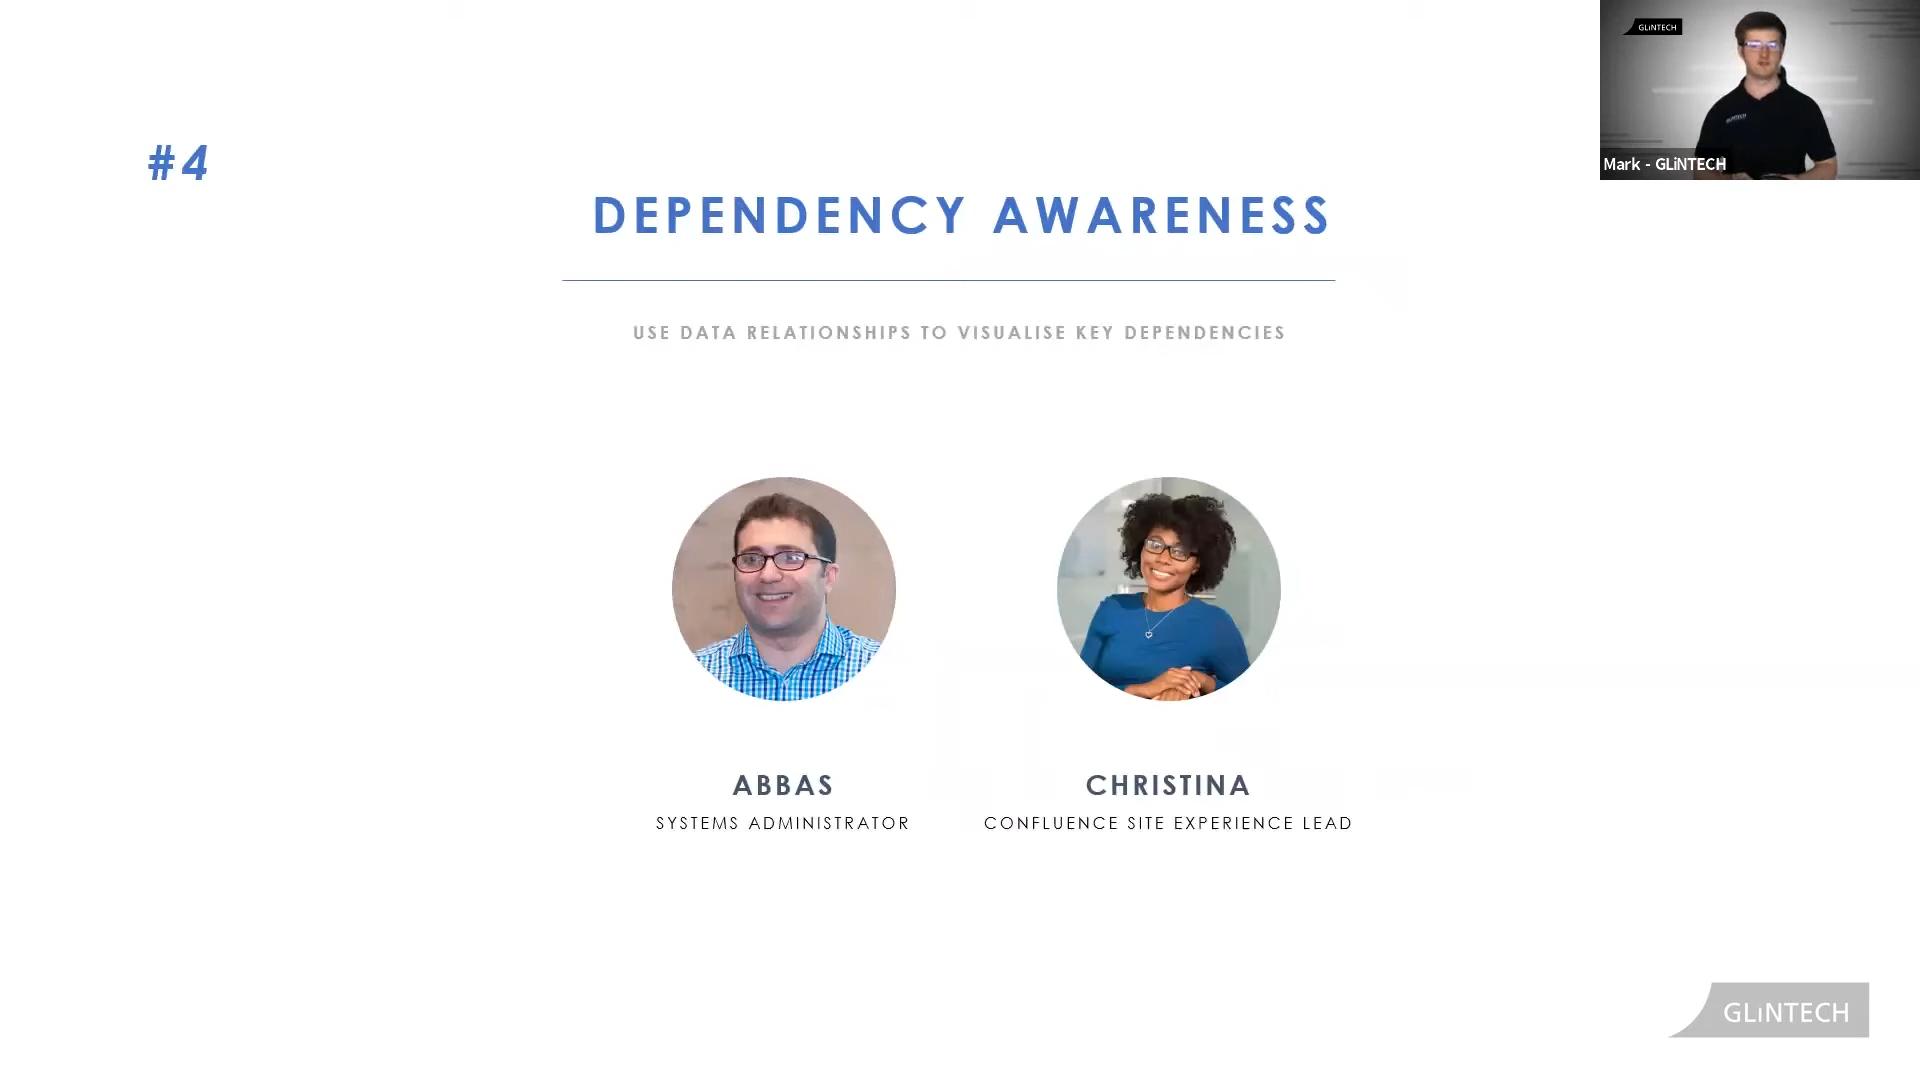 GLiNTECH
Mark - GLiNTECH
#4
DEPENDENCY AWARENESS
USE DATA RELATIONSHIPS TO VISUALISE KEY DEPENDENCIES
ABBAS
SYSTEMS ADMINISTRATOR
CHRISTINA
CONFLUENCE SITE EXPERIENCE LEAD
GLiNTECH